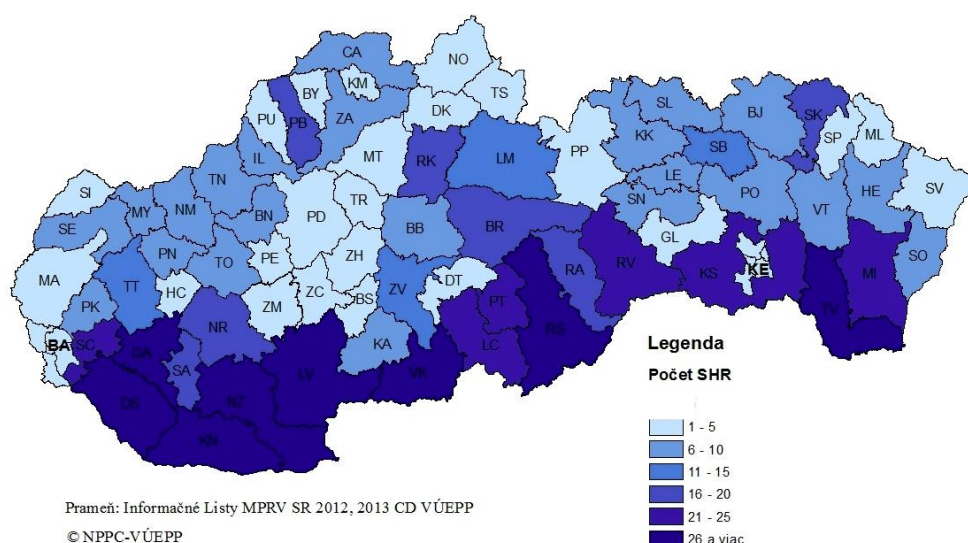 CA
NO
KM
BY
TS
PU
PB
ZA
DK
SL
BJ
SK
SP
ML
KK
SB
IL
MT
RK
LM
PP
TN
LE
SI
TR
SN
PO
VT
HE
SV
MY
NM
BN
PD
SE
BB
BR
GL
PN
TO
PE
ZH
MA
SO
TT
HC
ZM
ZC
BS
ZV
DT
RA
RV
KS
KE
MI
PK
NR
PT
TV
BA
SC
GA
KA
LC
RS
SA
LV
VK
DS
NZ
KN
Legenda
Počet SHR
1 - 5
6 - 10
11 - 15
16 - 20
21 - 25
26 a viac
Prameň: Informačné Listy MPRV SR 2012, 2013 CD VÚEPP
© NPPC-VÚEPP